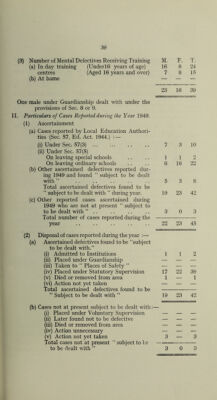 39
(3) Number of Mental Defectives Receiving Training M. F. T.
(a) In day training (Under 16 years of age) 16 8 24
centres (Aged 16 years and over) 7 8 15
(b) At home — — —
23 16 39
One male under Guardianship dealt with under the
provisions of Sec. 8 or 9.
II. Particulars of Cases Reported during the Year 1949.
(1) Ascertainment
(a) Cases reported by Local Education Authori-
ties (Sec. 57, Ed. Act. 1944.) :—
(i) Under Sec. 57(3) 7 3 10
(ii) Under Sec. 57(5)
On leaving special schools 1 1 2
On leaving ordinary schools 6 16 22
(b) Other ascertained defectives reported dur-
ing 1949 and found " subject to be dealt
with " 5 3 8
Total ascertained defectives found to be
" subject to be dealt with " during year. 19 23 42
(c) Other reported cases ascertained during
1949 who are not at present " subject to
to be dealt with " 3 0 3
Total number of cases reported during the
year 22 23 45
(2) Disposal of cases reported during the year :—
(a) Ascertained defectives found to be "subject
to be dealt with."
(i) Admitted to Institutions 1 1 2
(ii) Placed under Guardianship — — —
(iii) Taken to " Places of Safety " — — —
(iv) Placed under Statutory Supervision 17 22 39
(v) Died or removed from area 1 — 1
(vi) Action not yet taken — — —
Total ascertained defectives found to be
" Subject to be dealt with " 19 23 42
(b) Cases not at present subject to be dealt with:—
(i) Placed under Voluntary Supervision — — —
(ii) Later found not to be defective — — —
(iii) Died or removed from area — — —
(iv) Action unnecessary — — —
(v) Action not yet taken 3 — 3
Total cases not at present " subject to be
to be dealt with " 3 0 3